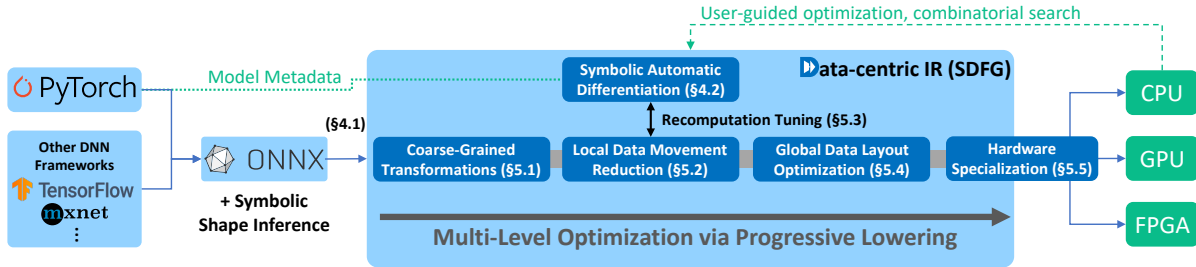 User-guided optimization, combinatorial search
PyTorch
Model Metadata
Symbolic Automatic
Differentiation (§4.2)
Data-centric IR (SDFG)
CPU
(§4.1)
Recomputation Tuning (§5.3)
Other DNN
Frameworks
TensorFlow
mxnet
⋮
ONNX
+ Symbolic
Shape Inference
Coarse-Grained
Transformations (§5.1)
Local Data Movement
Reduction (§5.2)
Global Data Layout
Optimization (§5.4)
Hardware
Specialization (§5.5)
GPU
FPGA
Multi-Level Optimization via Progressive Lowering